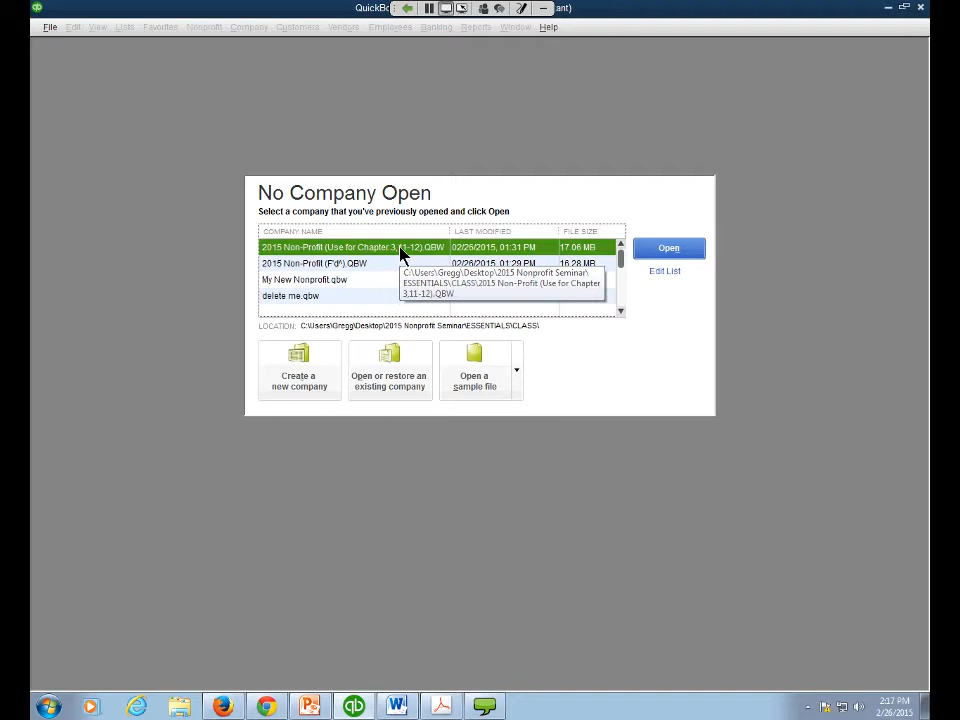 QuickBo
ant)
File Edit View Lists Favorites Nonprofit Company Customers Vendors Employees Banking Reports Window Help
No Company Open
Select a company that you've previously opened and click Open
COMPANY NAME LAST MODIFIED FILE SIZE
2015 Non-Profit (Use for Chapter 3,11-12).QBW 02/26/2015, 01:31 PM 17.06 MB
Open
2015 Non-Profit (F'd^).QBW 02/26/2015, 01:29 PM 16.28 MB
Edit List
My New Nonprofit.qbw
delete me.qbw
C:\Users\Gregg\Desktop\2015 Nonprofit Seminar\
ESSENTIALS\CLASS\2015 Non-Profit (Use for Chapter
3,11-12).QBW
LOCATION: C:\Users\Gregg\Desktop\2015 Nonprofit Seminar\ESSENTIALS\CLASS\
Create a
new company
Open or restore an
existing company
Open a
sample file
2:17 PM
2/26/2015